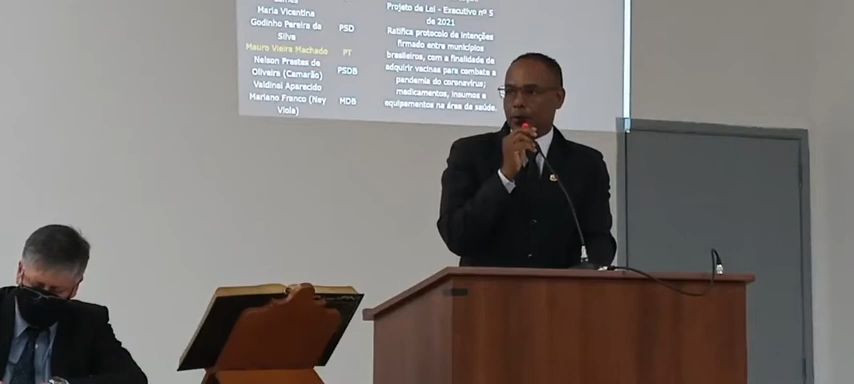 Maria Vicentina
Godinho Pereira da
Silva
PSD
Mauro Vieira Machado PT
Nelson Prestes de
Oliveira (Camarão)
PSDB
Valdinei Aparecido
Mariano Franco (Ney
Viola)
MDB
Projeto de Lei - Executivo nº 5
de 2021
Ratifica protocolo de intenções
firmado entre municípios
brasileiros, com a finalidade de
adquirir vacinas para combate a
pandemia do coronavírus;
medicamentos, insumos e
equipamentos na área da saúde.